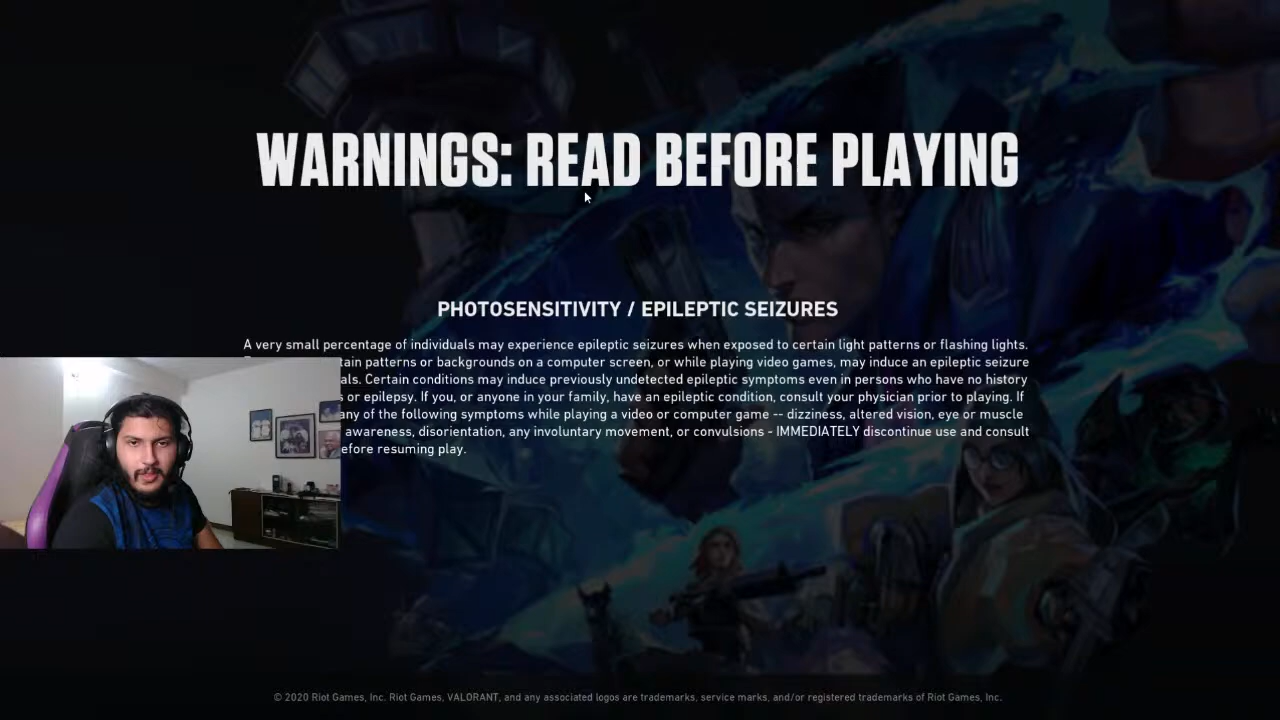 WARNINGS: READ BEFORE PLAYING
PHOTOSENSITIVITY / EPILEPTIC SEIZURES
A very small percentage of individuals may experience epileptic seizures when exposed to certain light patterns or flashing lights.
patterns or backgrounds on a computer screen, or while playing video games, may induce an epileptic seizure
Certain conditions may induce previously undetected epileptic symptoms even in persons who have no history
or epilepsy. If you, or anyone in your family, have an epileptic condition, consult your physician prior to playing. If
any of the following symptoms while playing a video or computer game -- dizziness, altered vision, eye or muscle
awareness, disorientation, any involuntary movement, or convulsions - IMMEDIATELY discontinue use and consult
resuming play.
© 2020 Riot Games, Inc. Riot Games, VALORANT, and any associated logos are trademarks, service marks, and/or registered trademarks of Riot Games, Inc.